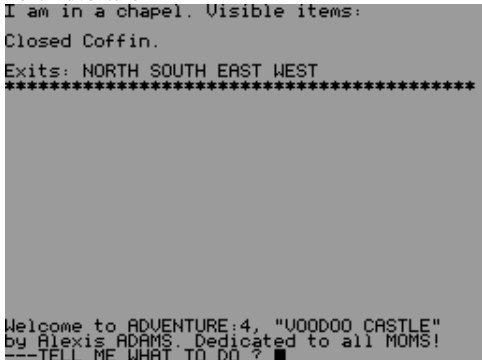 I am in a chapel. Visible items:
Closed Coffin.
Exits: NORTH SOUTH EAST WEST
******************************************
Welcome to ADVENTURE:4, "VOODOO CASTLE"
by Alexis ADAMS. Dedicated to all MOMS!
---TELL ME WHAT TO DO ?